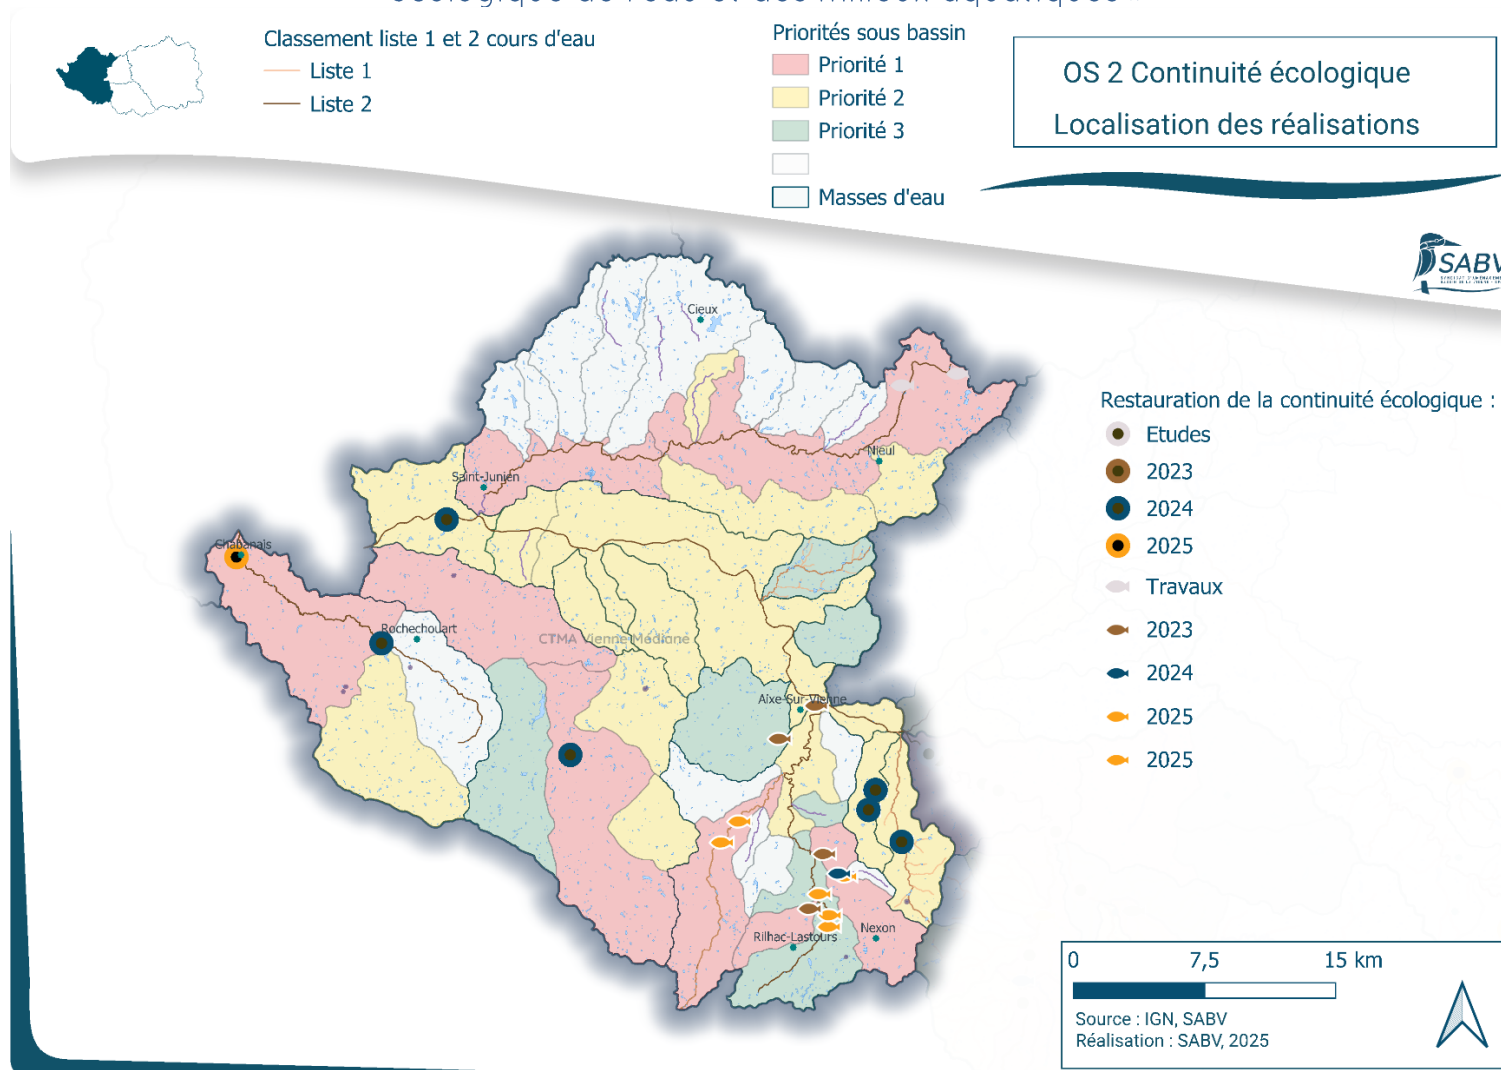 Classement liste 1 et 2 cours d'eau
Liste 1
Liste 2
Priorités sous bassin
Priorité 1
Priorité 2
Priorité 3
Masses d'eau
OS 2 Continuité écologique
Localisation des réalisations
SABV
Cieux
Nieul
Saint-Junien
Chabanais
Rochechouart
CTMA Vienne Médiane
Aixe-Sur-Vienne
Rilhac-Lastours
Nexon
Restauration de la continuité écologique :
Etudes
2023
2024
2025
Travaux
2023
2024
2025
2025
0 7,5 15 km
Source : IGN, SABV
Réalisation : SABV, 2025